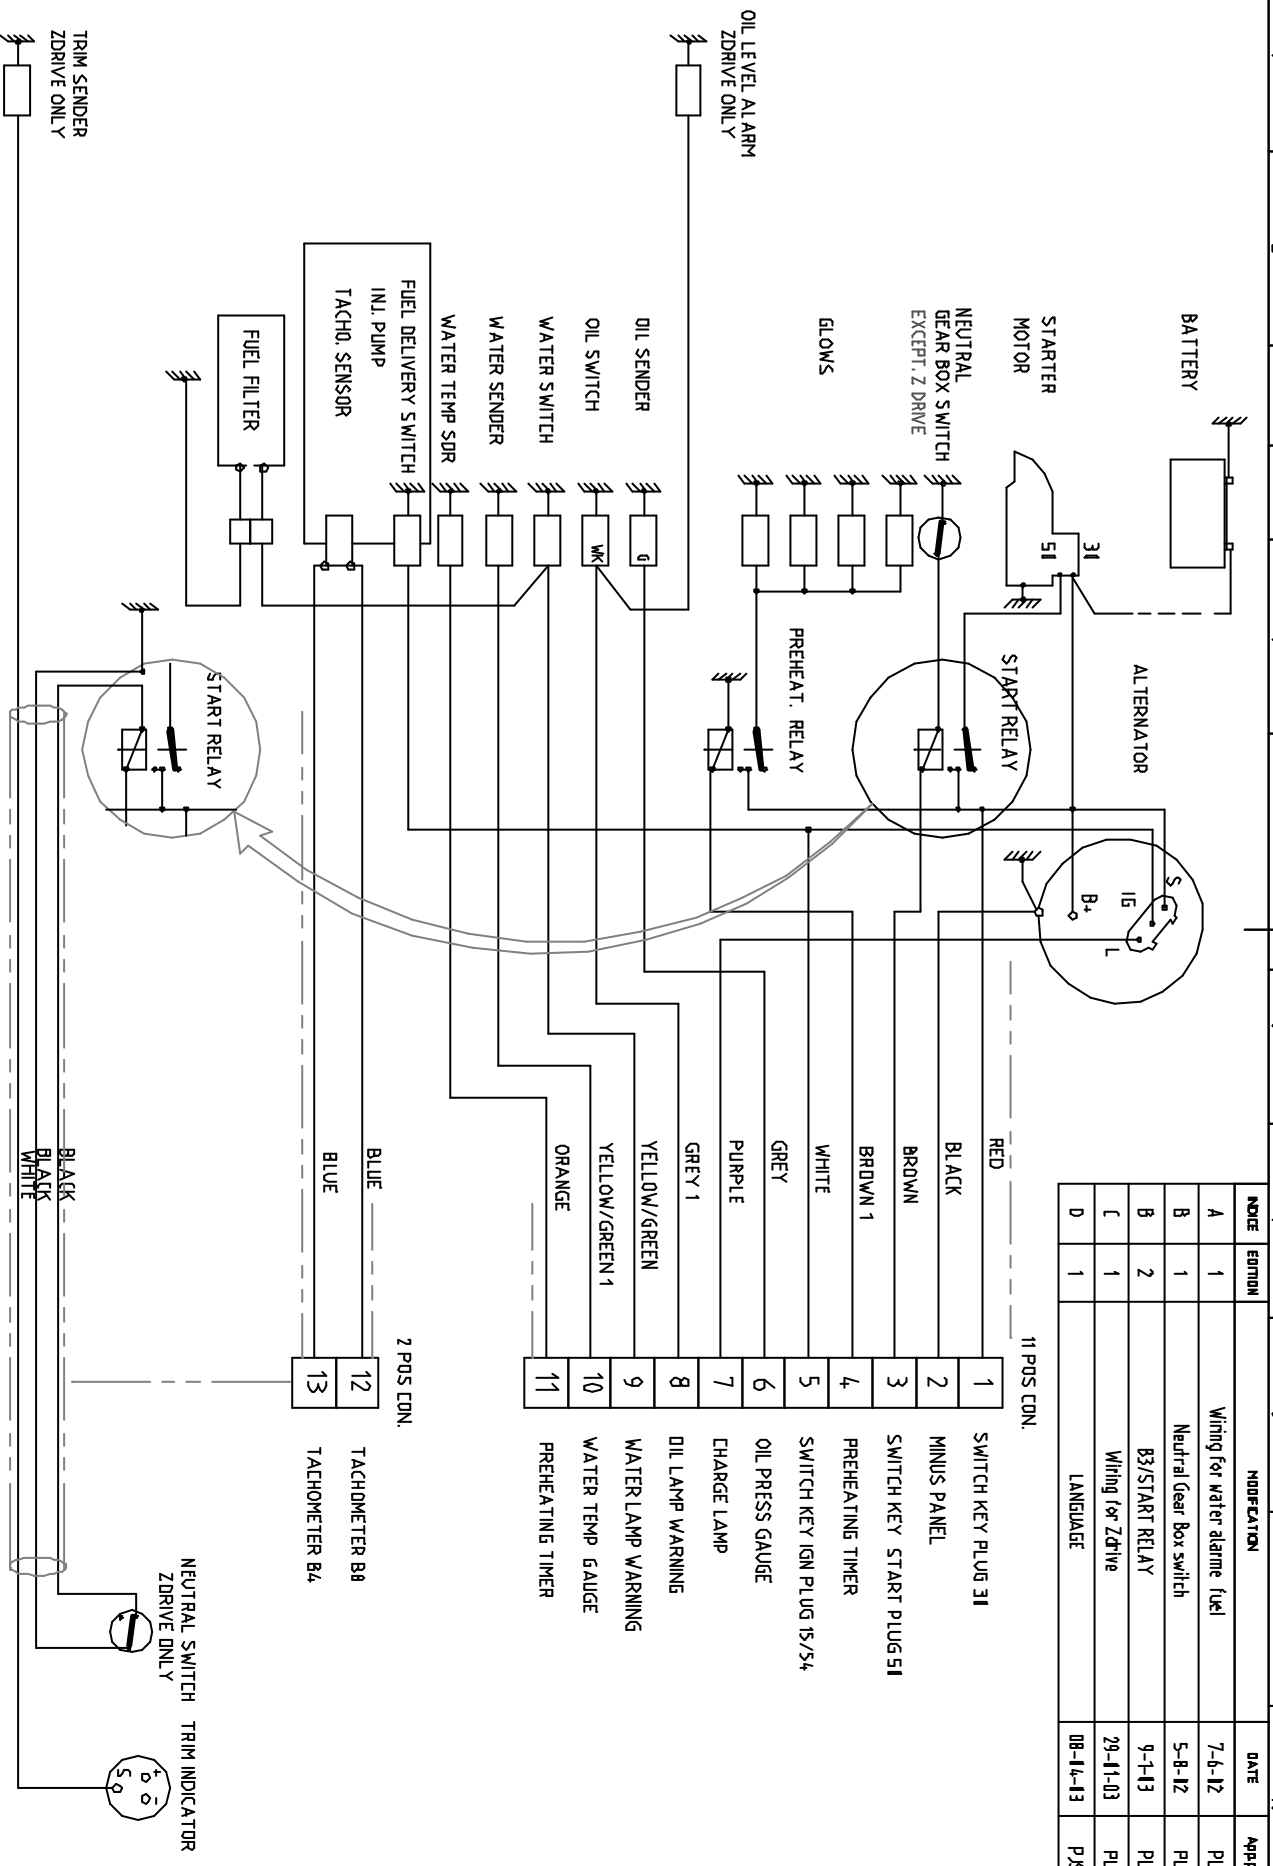 INDICE EDITION MODIFICATION DATE
A 1 Wiring for water alarme fuel 7-6-12 PL
B 1 Neutral Gear Box switch 5-8-12 PL
B 2 B3/START RELAY 9-1-13 PL
C 1 Wiring for Zdrive 29-11-03 PL
D 1 LANGUAGE 08-14-13
BATTERY
STARTER
MOTOR
31
51
ALTERNATOR
S
IG
B+
L
NEUTRAL
GEAR BOX SWITCH
EXCEPT. Z DRIVE
START RELAY
GLOWS
PREHEAT. RELAY
OIL LEVEL ALARM
ZDRIVE ONLY
OIL SENDER
G
OIL SWITCH
WK
WATER SWITCH
WATER SENDER
WATER TEMP SDR
FUEL DELIVERY SWITCH
INJ. PUMP
TACHO. SENSOR
FUEL FILTER
START RELAY
TRIM SENDER
ZDRIVE ONLY
RED
BLACK
BROWN
BROWN 1
WHITE
GREY
PURPLE
GREY 1
YELLOW/GREEN
YELLOW/GREEN 1
ORANGE
BLUE
BLUE
BLACK
BLACK
WHITE
11 POS CON.
1 SWITCH KEY PLUG 31
2 MINUS PANEL
3 SWITCH KEY START PLUG 51
4 PREHEATING TIMER
5 SWITCH KEY IGN PLUG 15/54
6 OIL PRESS GAUGE
7 CHARGE LAMP
8 OIL LAMP WARNING
9 WATER LAMP WARNING
10 WATER TEMP GAUGE
11 PREHEATING TIMER
2 POS CON.
12 TACHOMETER B8
13 TACHOMETER B4
NEUTRAL SWITCH
ZDRIVE ONLY
TRIM INDICATOR
+
-
S